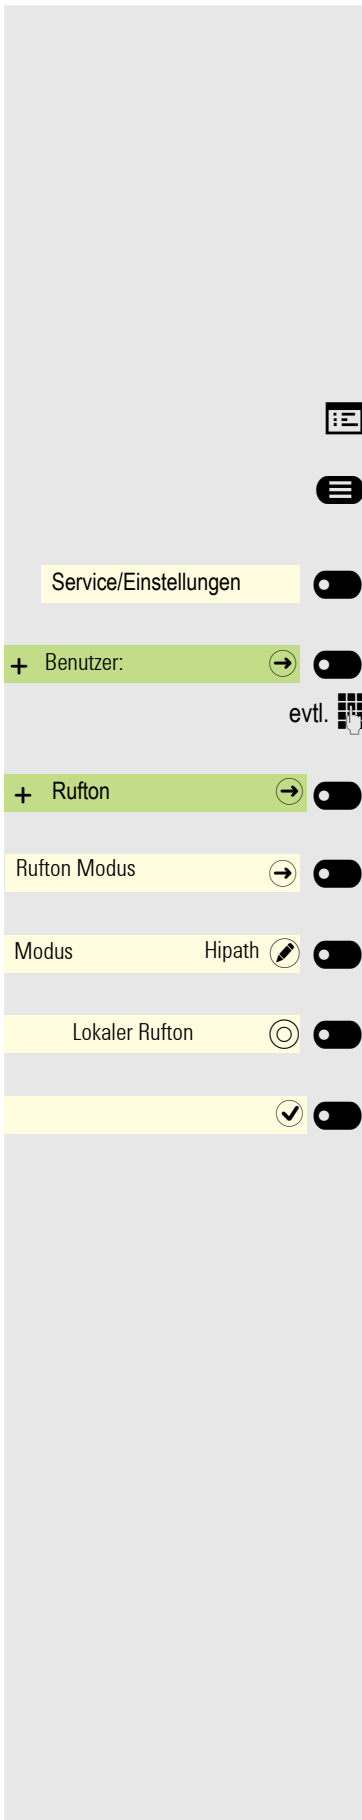 Service/Einstellungen
+ Benutzer:
evtl.
+ Rufton
Rufton Modus
Modus Hipath
Lokaler Rufton